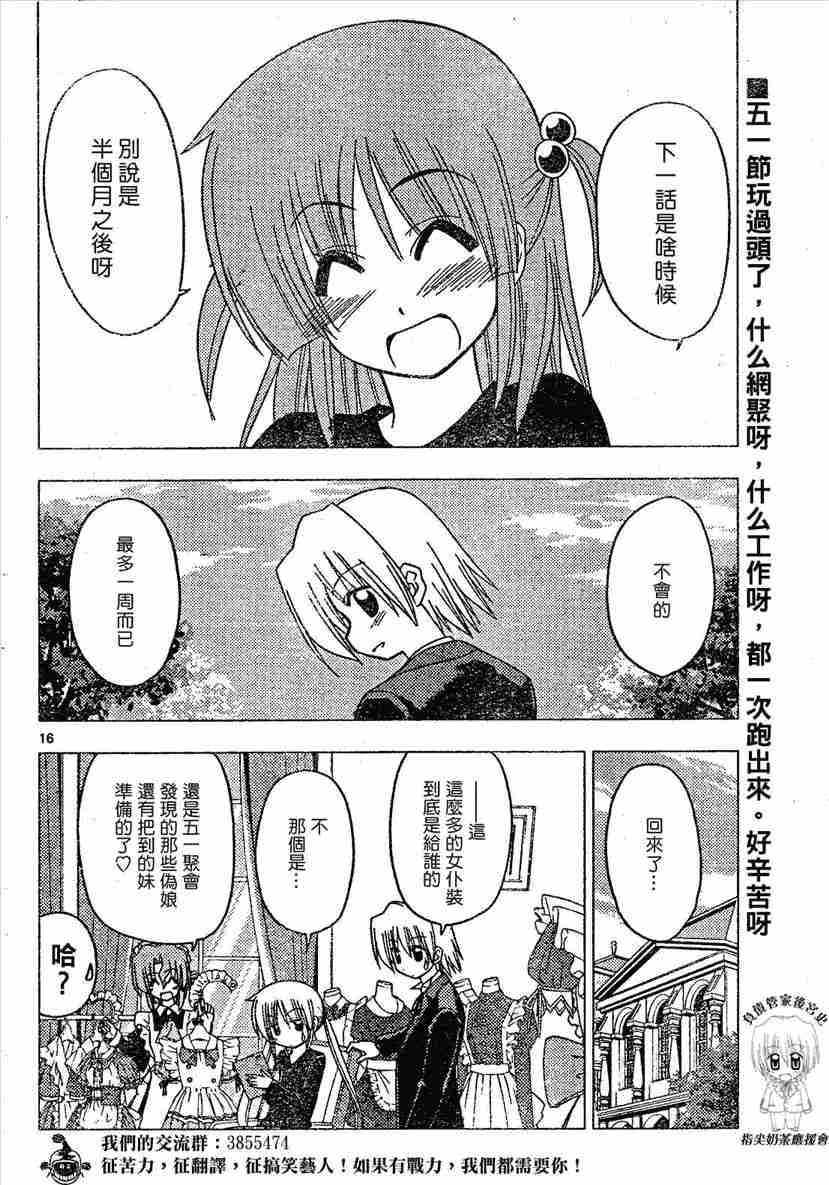 ■五一節玩過頭了，什么網聚呀，什么工作呀，都一次跑出來。好辛苦呀
下一話是啥時候
別說是
半個月之後呀
不會的
最多一周而已
16
回來了…
——這
這麼多的女仆裝
到底是給誰的
不
那個是…
還是五一聚會
發現的那些偽娘
還有把到的妹
準備的了♡
哈？
負債管家後宮史
指尖奶茶應援會
我們的交流群：3855474
征苦力，征翻譯，征搞笑藝人！如果有戰力，我們都需要你！